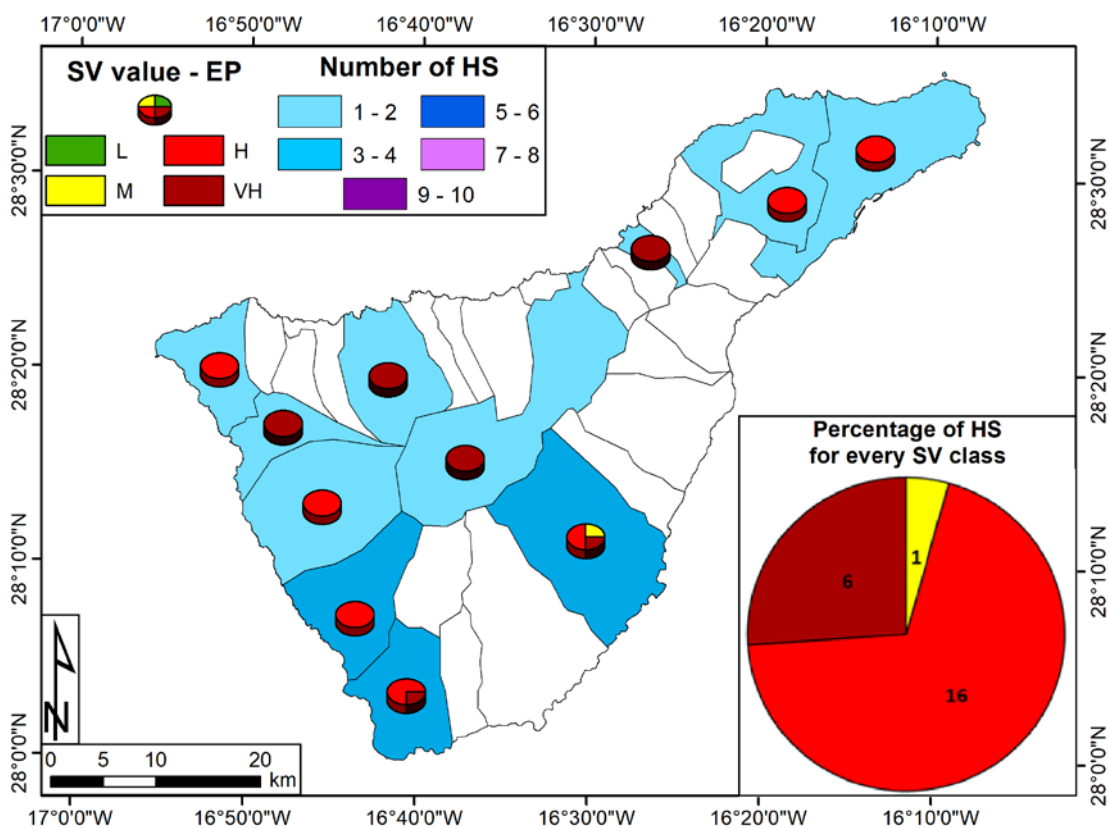 17°0'0"W 16°50'0"W 16°40'0"W 16°30'0"W 16°20'0"W 16°10'0"W
SV value - EP
L
H
M
VH
Number of HS
1 - 2
5 - 6
3 - 4
7 - 8
9 - 10
28°30'0"N
28°20'0"N
28°10'0"N
28°0'0"N
28°30'0"N
28°20'0"N
28°10'0"N
28°0'0"N
Percentage of HS
for every SV class
1
6
16
N
0 5 10 20
km
17°0'0"W 16°50'0"W 16°40'0"W 16°30'0"W 16°20'0"W 16°10'0"W